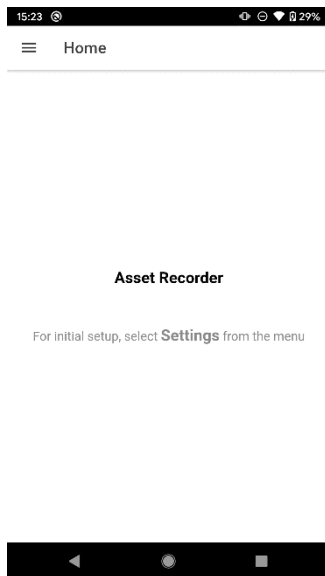 15:23 29%
Home
Asset Recorder
For initial setup, select Settings from the menu